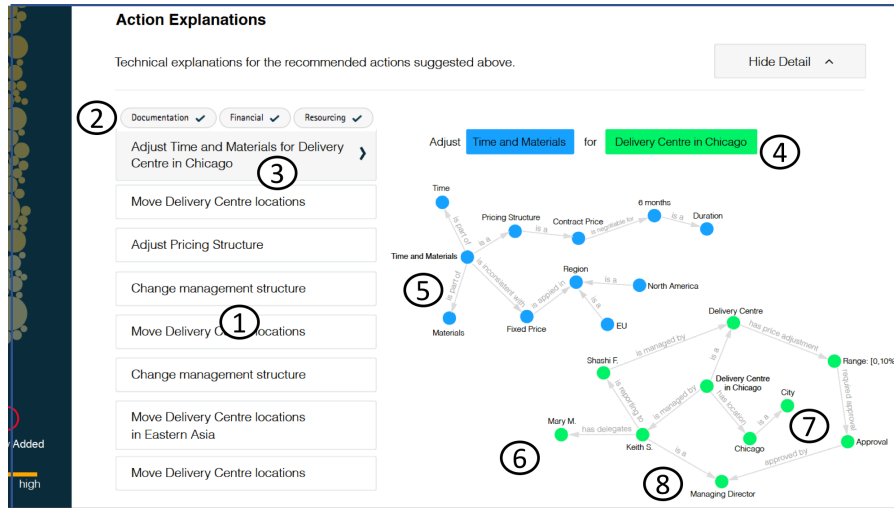 Action Explanations
Technical explanations for the recommended actions suggested above.
Hide Detail
2
Documentation
Financial
Resourcing
Adjust Time and Materials for Delivery
Centre in Chicago
3
Move Delivery Centre locations
Adjust Pricing Structure
Change management structure
1
Move Delivery locations
Change management structure
Move Delivery Centre locations
in Eastern Asia
Move Delivery Centre locations
y Added
high
Adjust
Time and Materials
for
Delivery Centre in Chicago
4
Time
is part of
Pricing Structure
is a
is a
Contract Price
is negotiable for
6 months
is a
Duration
Time and Materials
5
is part of
Materials
is inconsistent with
Fixed Price
is applied in
Region
is a
North America
is a
EU
Delivery Centre
has price adjustment
is managed by
is a
Shashi F.
Range: [0,10%
Delivery Centre
in Chicago
is managed by
has location
City
is a
Chicago
7
required approval
Approval
is reporting to
Mary M.
has delegates
Keith S.
6
is a
8
approved by
Managing Director